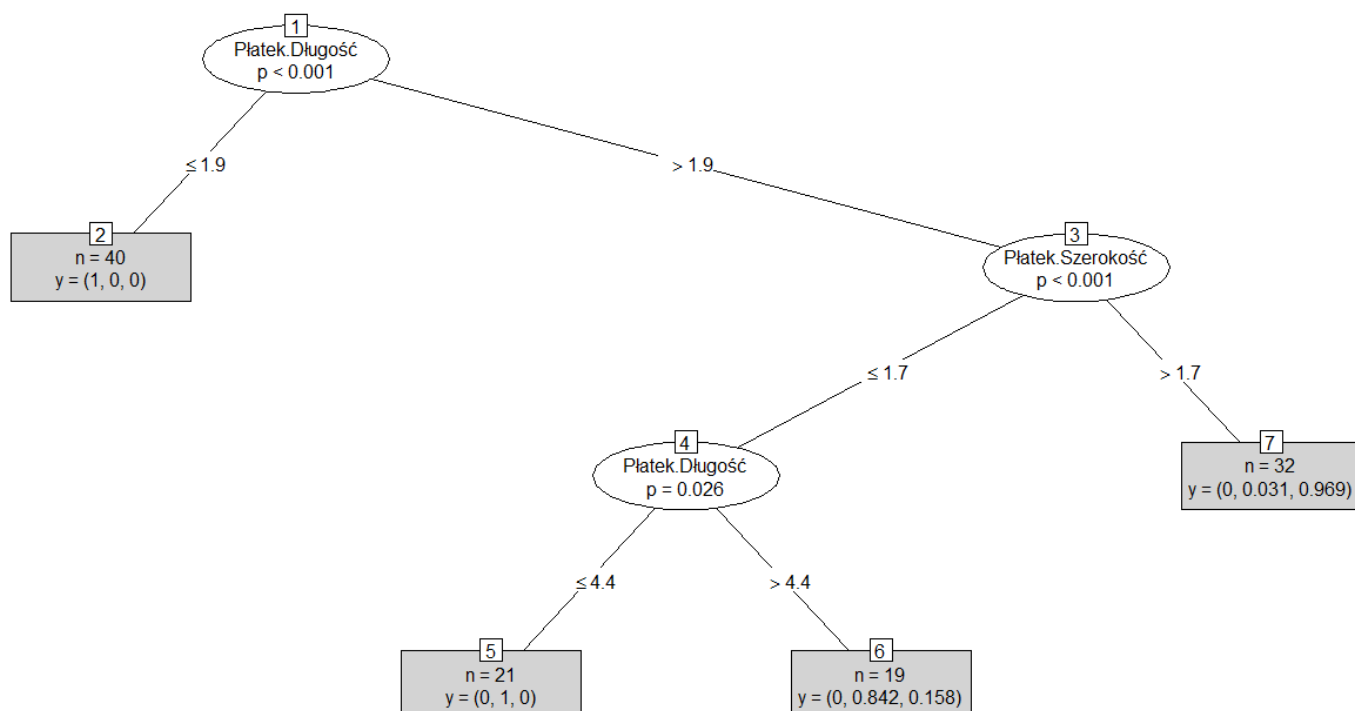 1
Płatek.Długość
p < 0.001
≤ 1.9
> 1.9
2
n = 40
y = (1, 0, 0)
3
Płatek.Szerokość
p < 0.001
≤ 1.7
> 1.7
4
Płatek.Długość
p = 0.026
7
n = 32
y = (0, 0.031, 0.969)
≤ 4.4
> 4.4
5
n = 21
y = (0, 1, 0)
6
n = 19
y = (0, 0.842, 0.158)